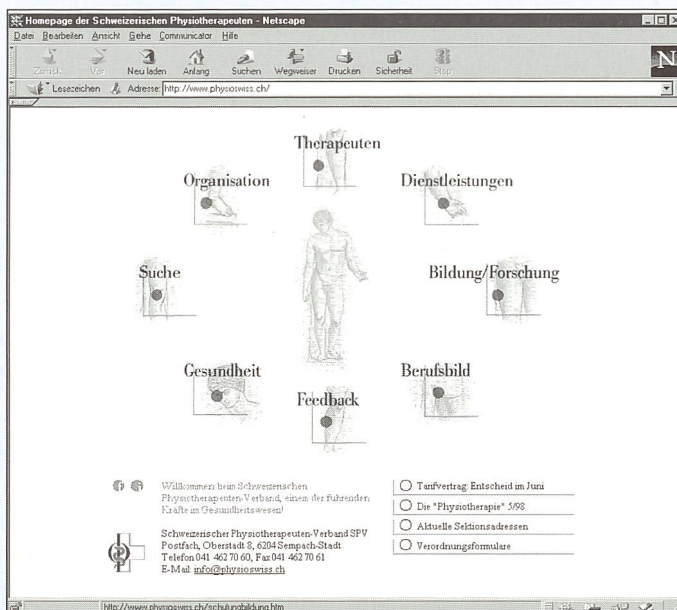 Homepage der Schweizerischen Physiotherapeuten - Netscape
Datei Bearbeiten Ansicht Gehe Communicator Hilfe
Zurück Vor Neu laden Anfang Suchen Wegweiser Drucken Sicherheit Stop
Lesezeichen Adresse: http://www.physioswiss.ch/
Therapeuten
Organisation Dienstleistungen
Suche Bildung/Forschung
Gesundheit Berufsbild
Feedback
Willkommen beim Schweizerischen
Physiotherapeuten-Verband, einem der führenden
Kräfte im Gesundheitswesen!
Schweizerischer Physiotherapeuten-Verband SPV
Postfach, Oberstadt 8, 6204 Sempach-Stadt
Telefon 041 462 70 60, Fax 041 462 70 61
E-Mail: info@physioswiss.ch
Tarifvertrag: Entscheid im Juni
Die "Physiotherapie" 5/98
Aktuelle Sektionsadressen
Verordnungsformulare
http://www.physioswiss.ch/schulungbildung.htm
N